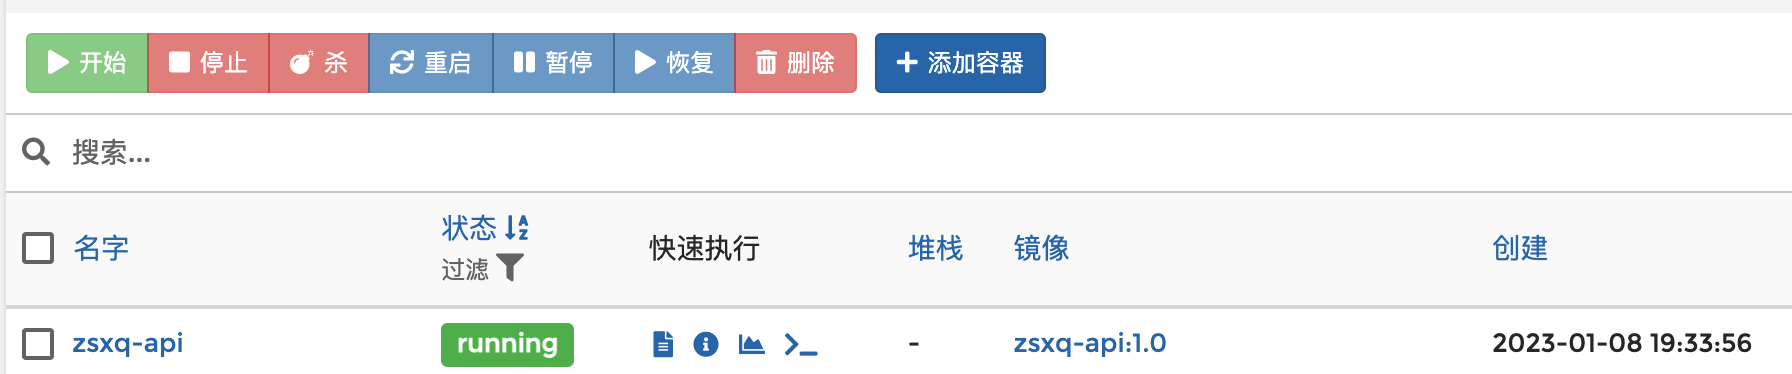 开始 停止 杀 重启 暂停 恢复 删除 添加容器
搜索...
名字 状态 快速执行 堆栈 镜像 创建
过滤
zsxq-api running - zsxq-api:1.0 2023-01-08 19:33:56